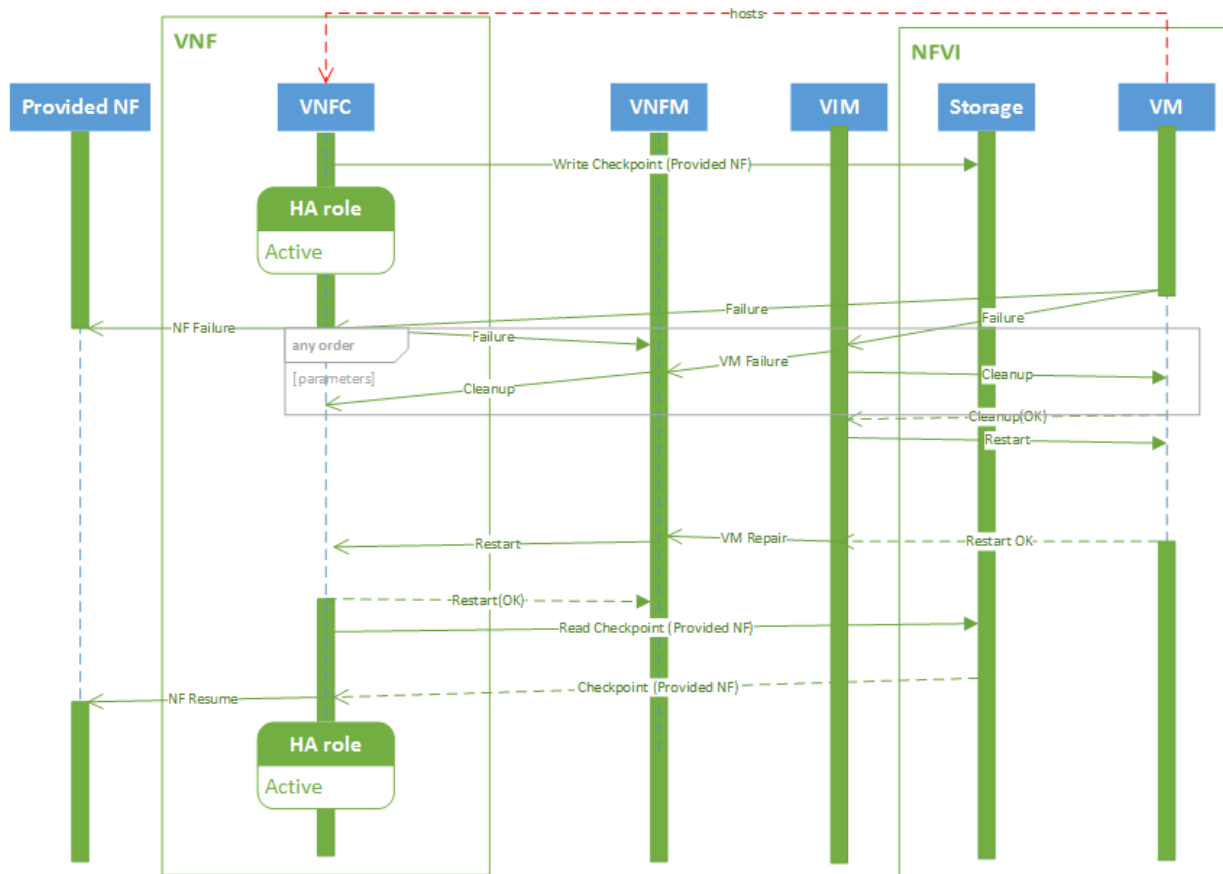 hosts
VNF
NFVI
Provided NF
VNFC
VNFM
VIM
Storage
VM
Write Checkpoint (Provided NF)
HA role
Active
Failure
Failure
NF Failure
Failure
any order
VM Failure
[parameters]
Cleanup
Cleanup
Cleanup(OK)
Restart
VM Repair
Restart
Restart OK
Restart(OK)
Read Checkpoint (Provided NF)
Checkpoint (Provided NF)
NF Resume
HA role
Active